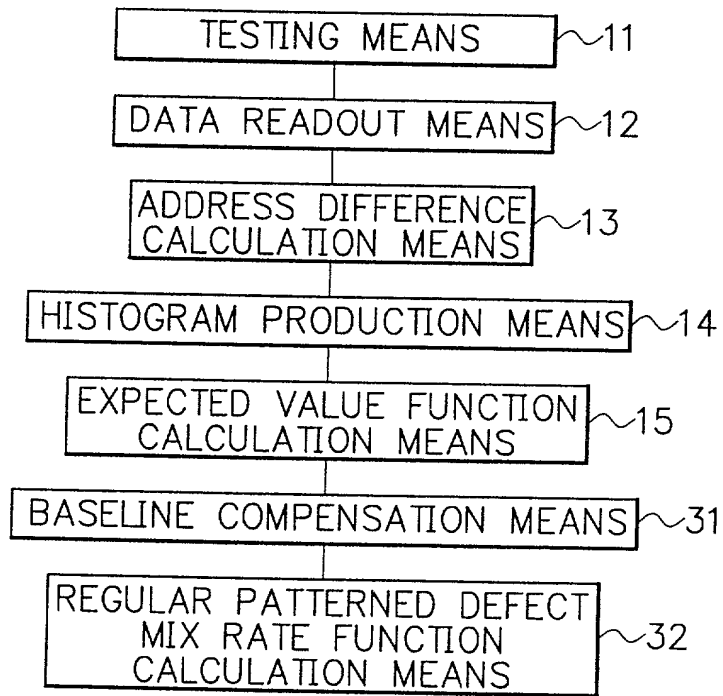 TESTING MEANS 11
DATA READOUT MEANS 12
ADDRESS DIFFERENCE
CALCULATION MEANS 13
HISTOGRAM PRODUCTION MEANS 14
EXPECTED VALUE FUNCTION
CALCULATION MEANS 15
BASELINE COMPENSATION MEANS 31
REGULAR PATTERNED DEFECT
MIX RATE FUNCTION 32
CALCULATION MEANS